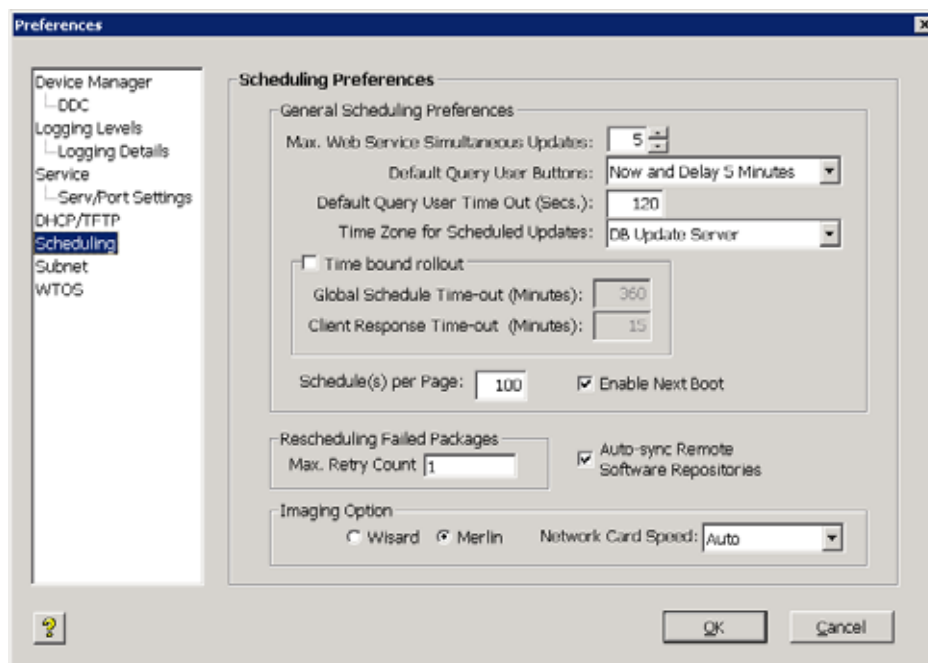 Preferences
Device Manager
DDC
Logging Levels
Logging Details
Service
Serv/Port Settings
DHCP/TFTP
Scheduling
Subnet
WTOS
Scheduling Preferences
General Scheduling Preferences
Max. Web Service Simultaneous Updates: 5
Default Query User Buttons: Now and Delay 5 Minutes
Default Query User Time Out (Secs.): 120
Time Zone for Scheduled Updates: DB Update Server
Time bound rollout
Global Schedule Time-out (Minutes): 360
Client Response Time-out (Minutes): 15
Schedule(s) per Page: 100 Enable Next Boot
Rescheduling Failed Packages
Max. Retry Count 1
Auto-sync Remote
Software Repositories
Imaging Option
Wisard Merlin Network Card Speed: Auto
? OK Cancel